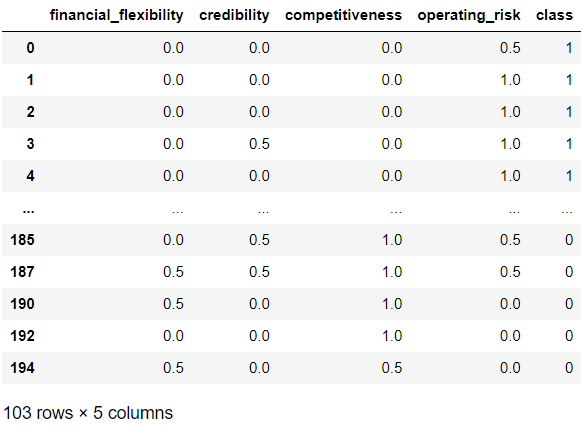 financial_flexibility credibility competitiveness operating_risk class
0 0.0 0.0 0.0 0.5 1
1 0.0 0.0 0.0 1.0 1
2 0.0 0.0 0.0 1.0 1
3 0.0 0.5 0.0 1.0 1
4 0.0 0.0 0.0 1.0 1
... ... ... ... ... ...
185 0.0 0.5 1.0 0.5 0
187 0.5 0.5 1.0 0.5 0
190 0.5 0.0 1.0 0.0 0
192 0.0 0.0 1.0 0.0 0
194 0.5 0.0 0.5 0.0 0
103 rows × 5 columns